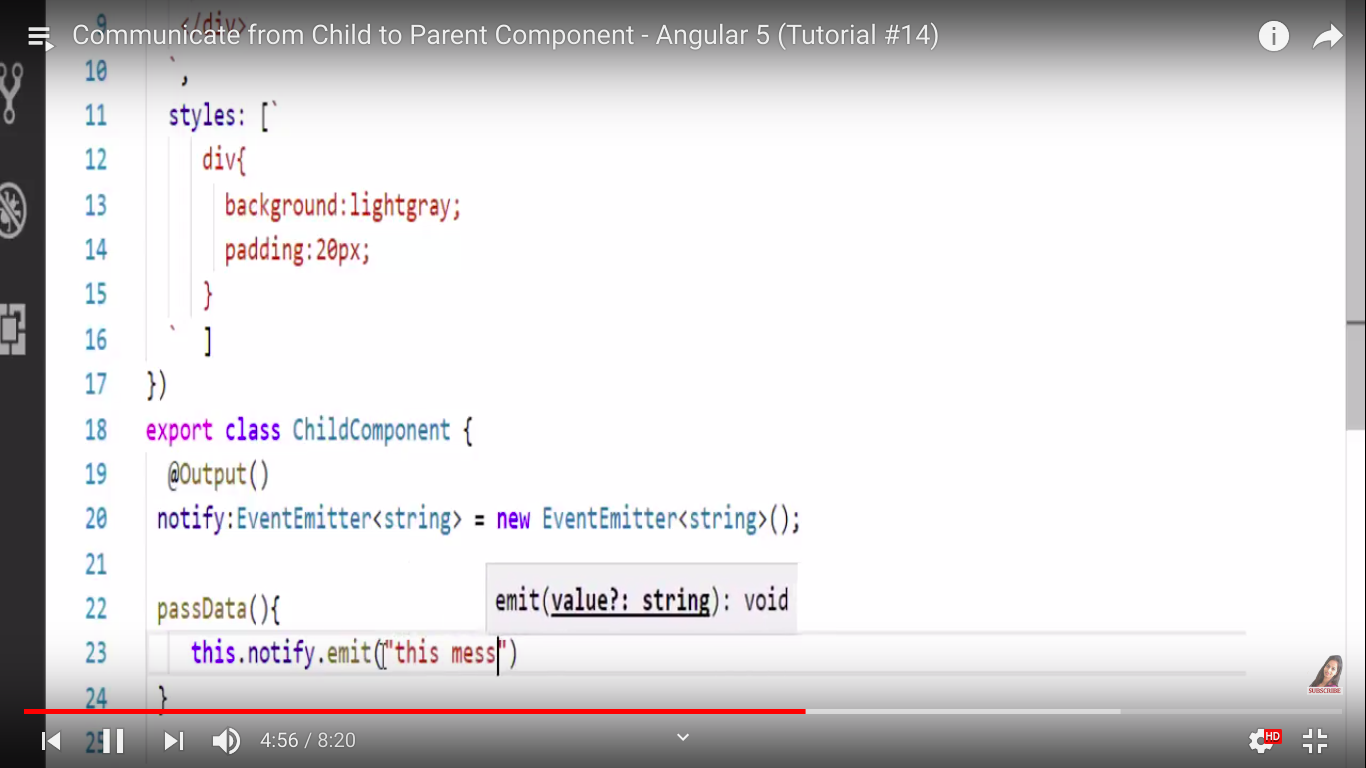 9 </div>
Communicate from Child to Parent Component - Angular 5 (Tutorial #14)
10 `,
11 styles: [`
12 div{
13 background:lightgray;
14 padding:20px;
15 }
16 ` ]
17 })
18 export class ChildComponent {
19 @Output()
20 notify:EventEmitter<string> = new EventEmitter<string>();
21
emit(value?: string): void
22 passData(){
23 this.notify.emit("this mess")
24 }
SUBSCRIBE
25
4:56 / 8:20
HD